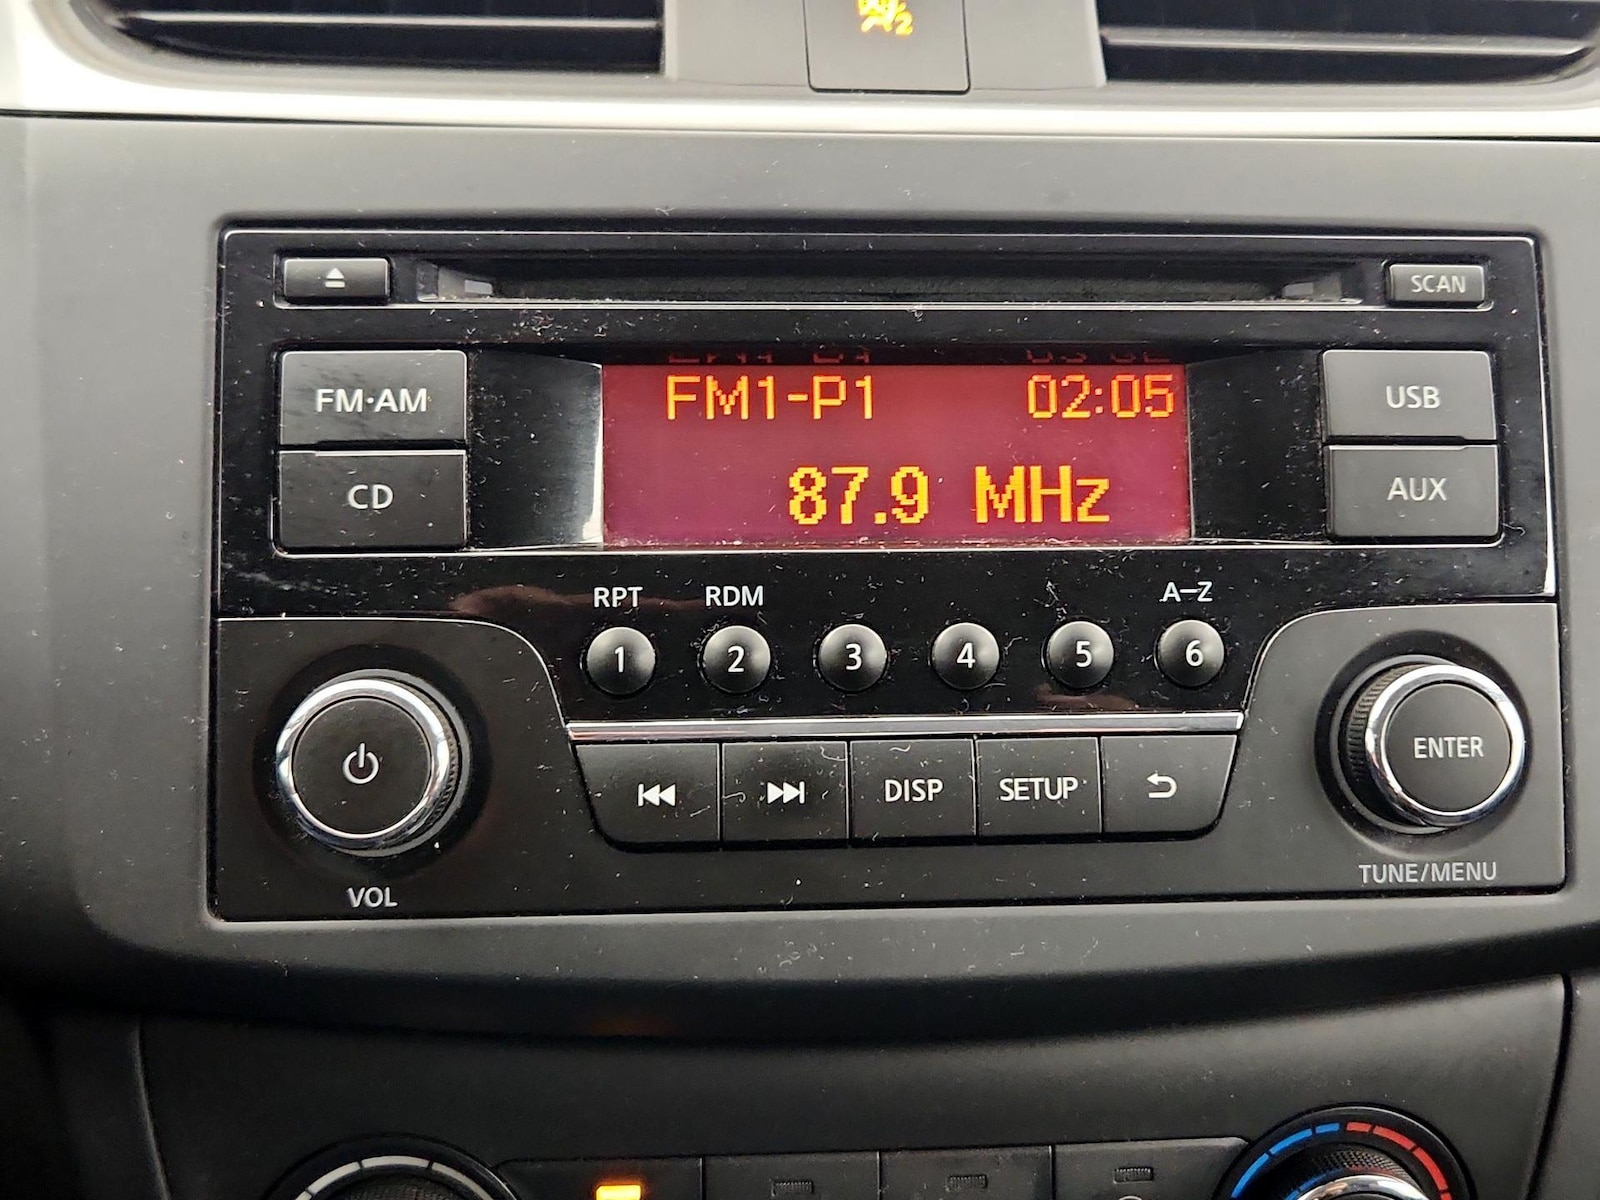 2
SCAN
FM·AM
FM1-P1 02:05
USB
CD
87.9 MHz
AUX
RPT RDM A-Z
1 2 3 4 5 6
ENTER
DISP SETUP
TUNE/MENU
VOL